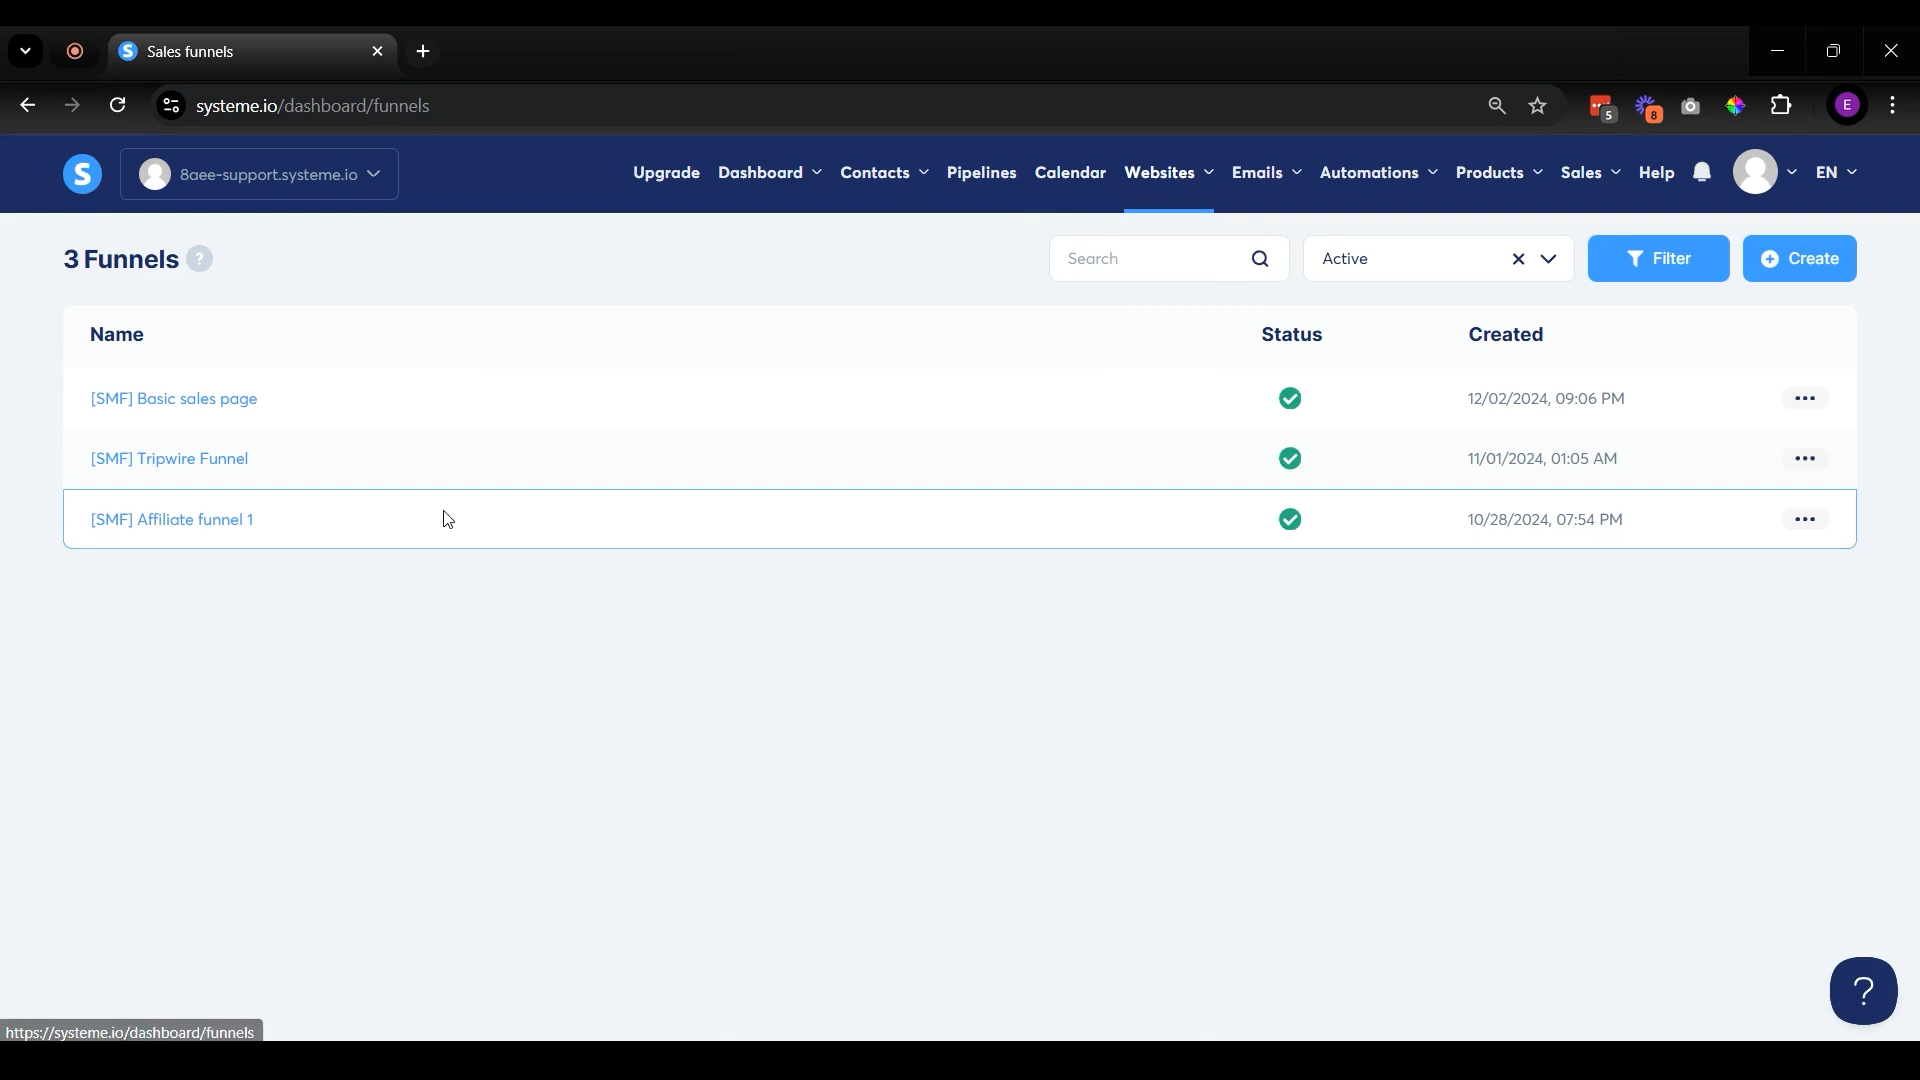 Sales funnels
systeme.io/dashboard/funnels
5
8
E
S
8aee-support.systeme.io
Upgrade Dashboard Contacts Pipelines Calendar Websites Emails Automations Products Sales Help EN
3 Funnels ?
Search
Active
Filter
Create
Name Status Created
[SMF] Basic sales page 12/02/2024, 09:06 PM
[SMF] Tripwire Funnel 11/01/2024, 01:05 AM
[SMF] Affiliate funnel 1 10/28/2024, 07:54 PM
?
https://systeme.io/dashboard/funnels